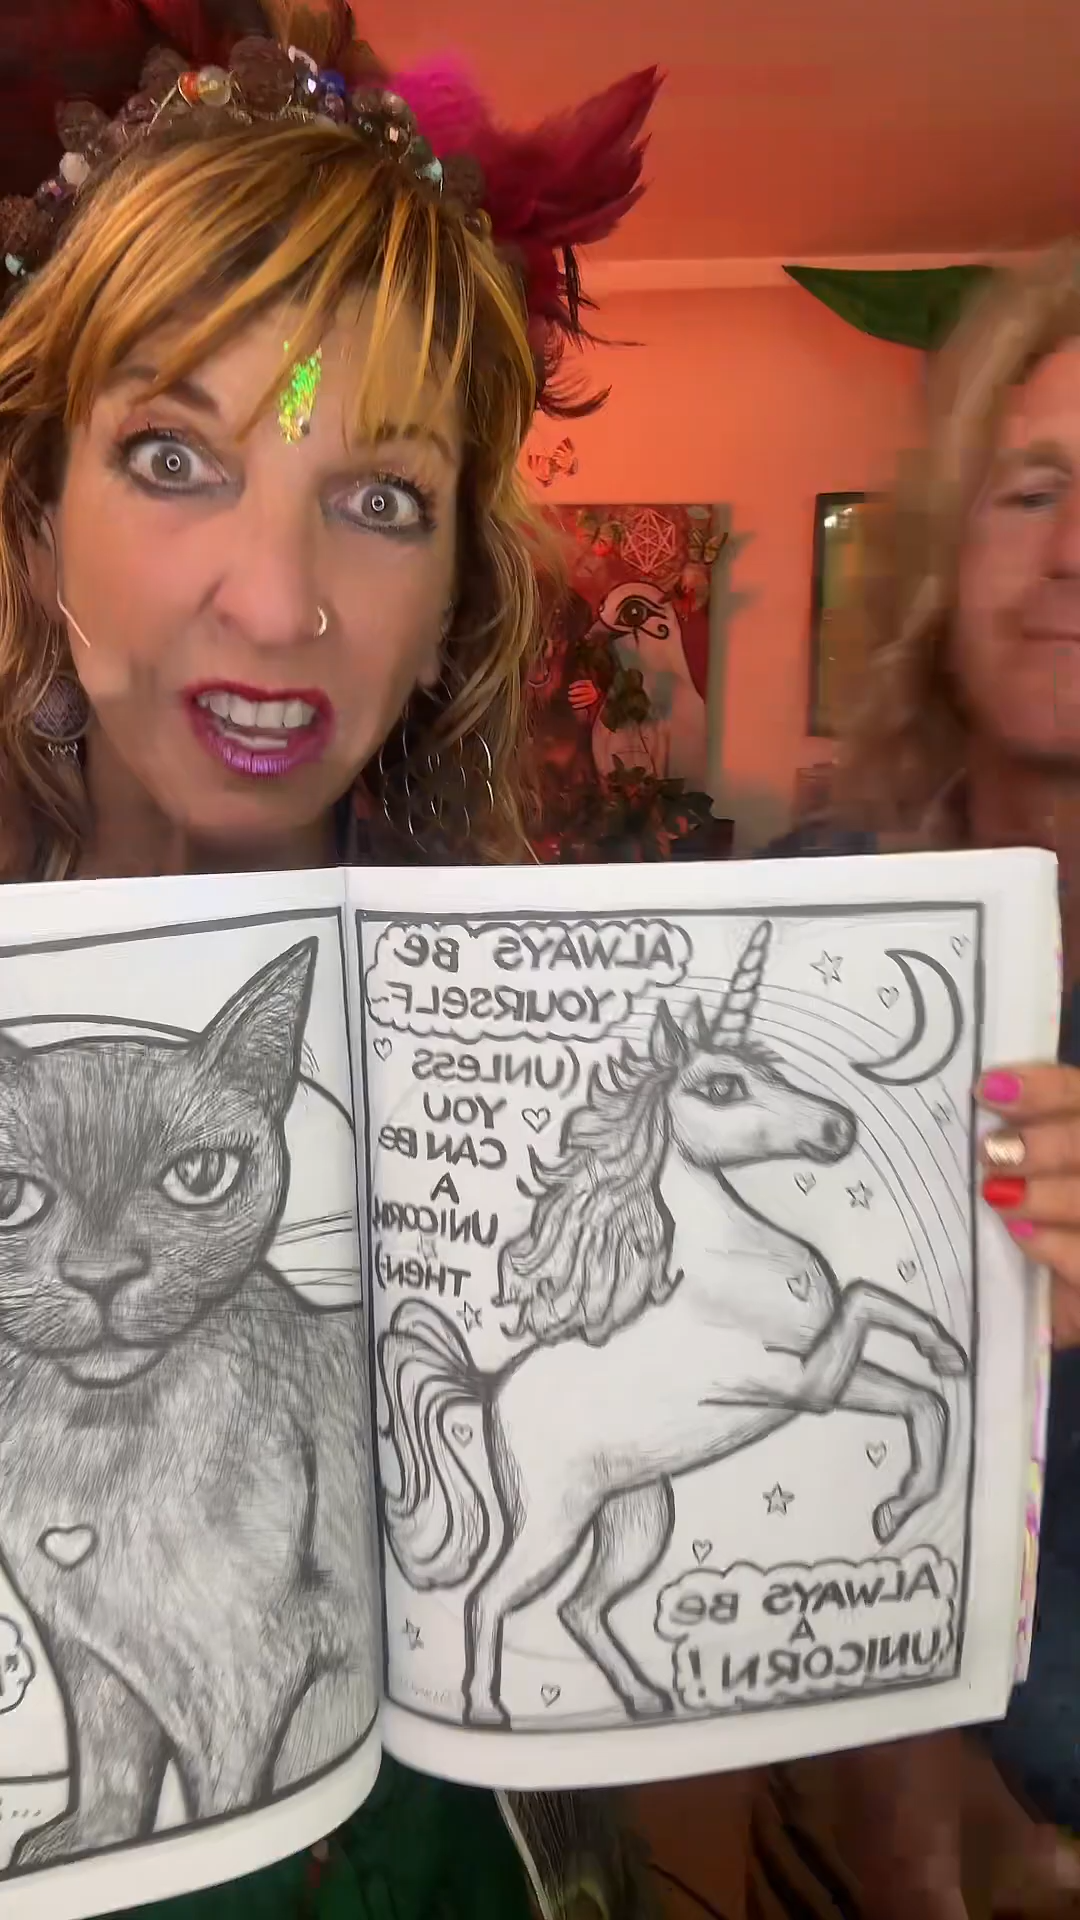 ALWAYS BE
YOURSELF-
(UNLESS
YOU
CAN BE
A
UNICORN
THEN-)
ALWAYS BE
A
UNICORN!